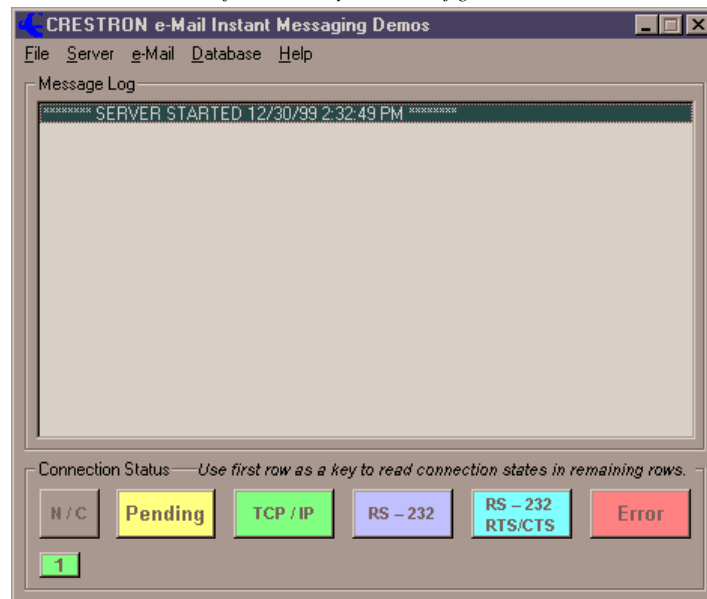 CRESTRON e-Mail Instant Messaging Demos
File Server e-Mail Database Help
Message Log
******** SERVER STARTED 12/30/99 2:32:49 PM ********
Connection Status Use first row as a key to read connection states in remaining rows.
N / C Pending TCP / IP RS – 232 RS – 232 RTS/CTS Error
1